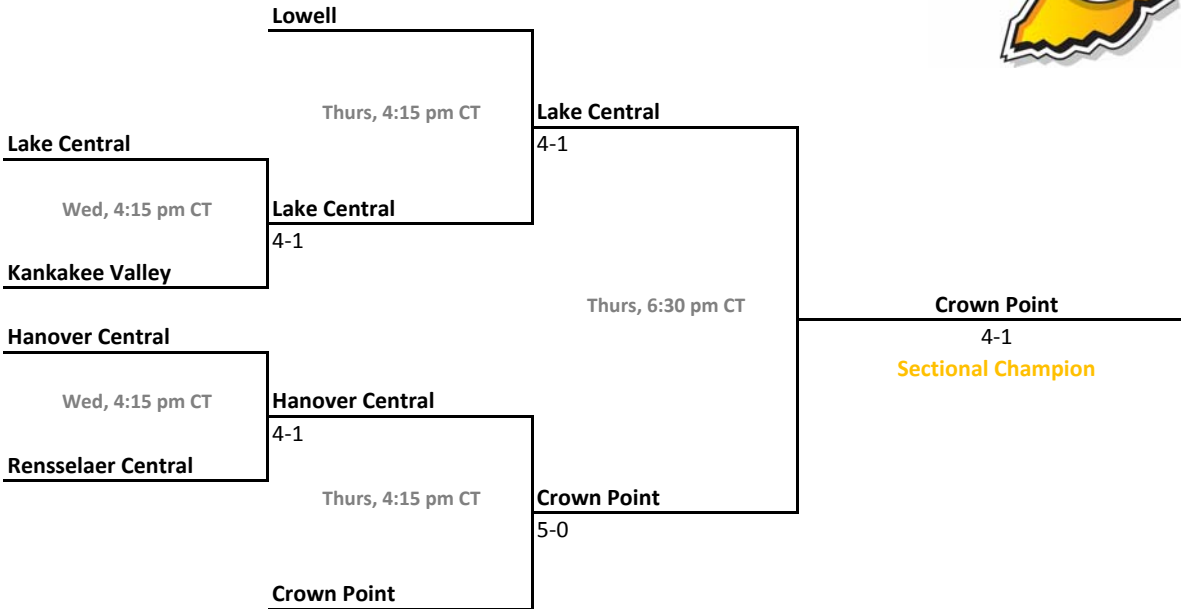 Lowell
Thurs, 4:15 pm CT
Lake Central
4-1
Lake Central
Wed, 4:15 pm CT
Lake Central
4-1
Kankakee Valley
Thurs, 6:30 pm CT
Crown Point
4-1
Sectional Champion
Hanover Central
Wed, 4:15 pm CT
Hanover Central
4-1
Rensselaer Central
Thurs, 4:15 pm CT
Crown Point
5-0
Crown Point